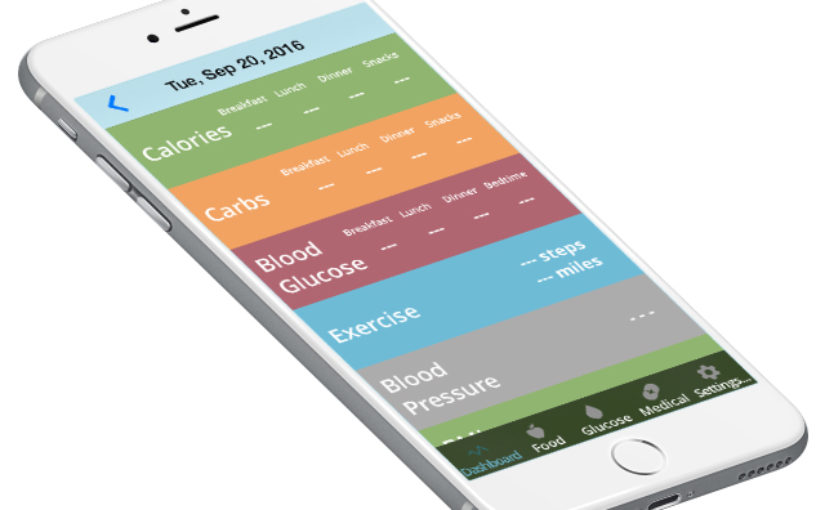 Tue, Sep 20, 2016
Breakfast Lunch Dinner Snacks
Calories --- --- --- ---
Breakfast Lunch Dinner Snacks
Carbs --- --- --- ---
Breakfast Lunch Dinner Bedtime
Blood --- --- --- ---
Glucose
--- steps
Exercise --- miles
Blood ---
Pressure
Dashboard Food Glucose Medical Settings...